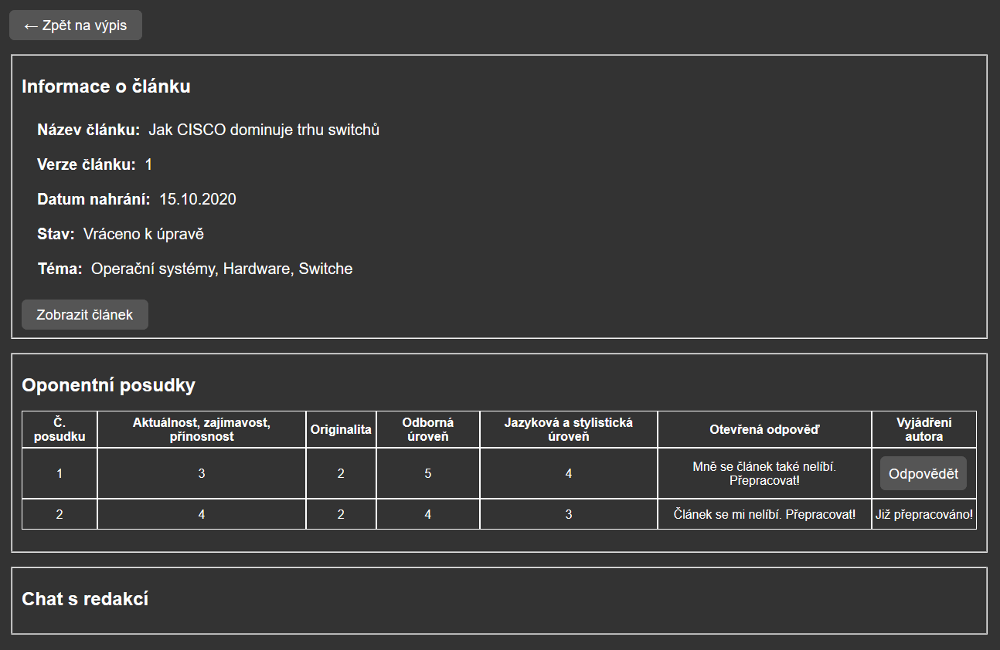 ← Zpět na výpis
Informace o článku
Název článku: Jak CISCO dominuje trhu switchů
Verze článku: 1
Datum nahrání: 15.10.2020
Stav: Vráceno k úpravě
Téma: Operační systémy, Hardware, Switche
Zobrazit článek
Oponentní posudky
Č. posudku Aktuálnost, zajímavost, přínosnost Originalita Odborná úroveň Jazyková a stylistická úroveň Otevřená odpověď Vyjádření autora
1 3 2 5 4 Mně se článek také nelíbí. Přepracovat! Odpovědět
2 4 2 4 3 Článek se mi nelíbí. Přepracovat! Již přepracováno!
Chat s redakcí